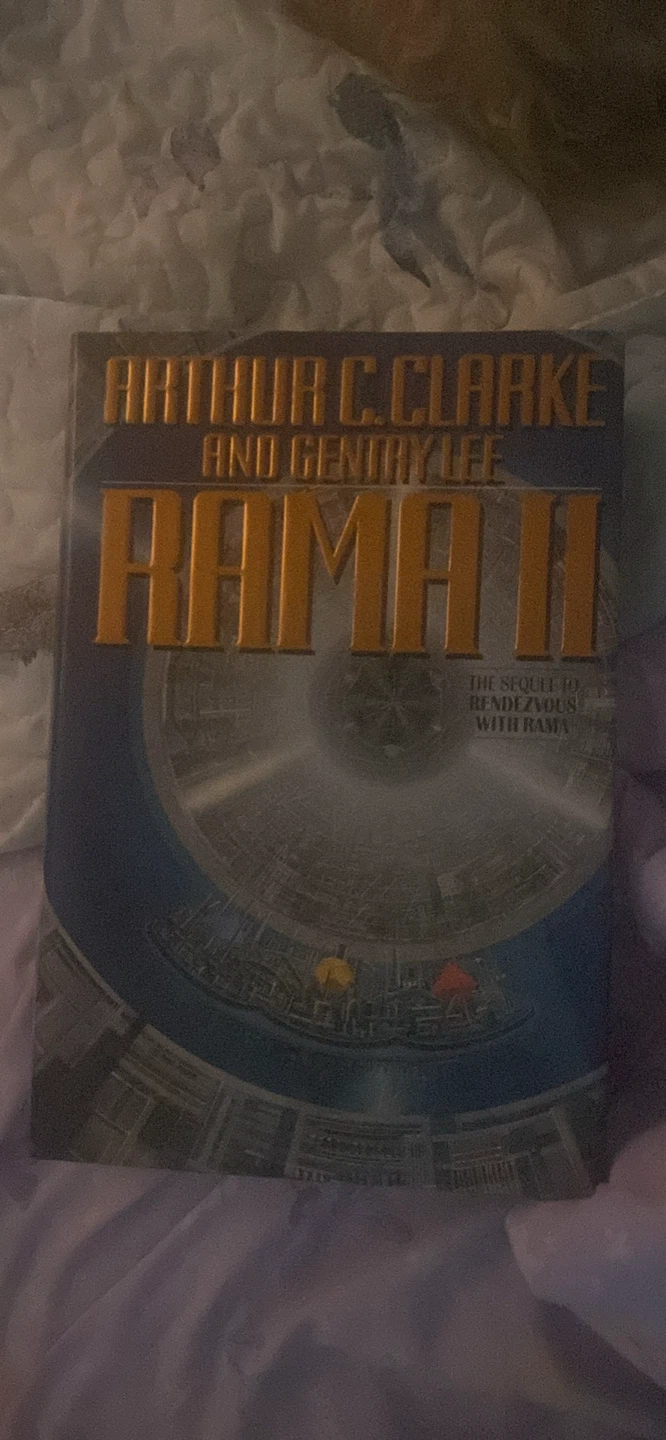 ARTHUR C. CLARKE
AND GENTRY LEE
RAMA II
THE SEQUEL TO
RENDEZVOUS
WITH RAMA